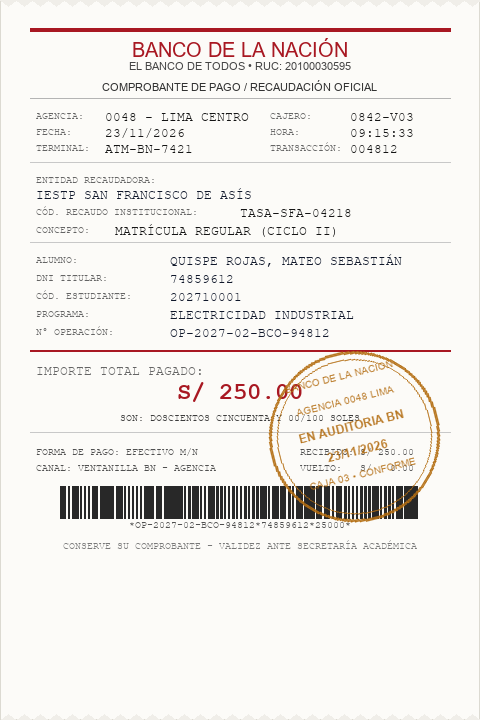 BANCO DE LA NACIÓN
EL BANCO DE TODOS • RUC: 20100030595
COMPROBANTE DE PAGO / RECAUDACIÓN OFICIAL
AGENCIA: 0048 - LIMA CENTRO CAJERO: 0842-V03
FECHA: 23/11/2026 HORA: 09:15:33
TERMINAL: ATM-BN-7421 TRANSACCIÓN: 004812
ENTIDAD RECAUDADORA:
IESTP SAN FRANCISCO DE ASÍS
CÓD. RECAUDO INSTITUCIONAL: TASA-SFA-04218
CONCEPTO: MATRÍCULA REGULAR (CICLO II)
ALUMNO: QUISPE ROJAS, MATEO SEBASTIÁN
DNI TITULAR: 74859612
CÓD. ESTUDIANTE: 202710001
PROGRAMA: ELECTRICIDAD INDUSTRIAL
N° OPERACIÓN: OP-2027-02-BCO-94812
IMPORTE TOTAL PAGADO:
S/ 250.00
SON: DOSCIENTOS CINCUENTA Y 00/100 SOLES
FORMA DE PAGO: EFECTIVO M/N RECIBIDO: S/ 250.00
CANAL: VENTANILLA BN - AGENCIA VUELTO: S/ 0.00
BANCO DE LA NACIÓN
AGENCIA 0048 LIMA
EN AUDITORIA BN
23/11/2026
CAJA 03 • CONFORME
*OP-2027-02-BCO-94812*74859612*25000*
CONSERVE SU COMPROBANTE - VALIDEZ ANTE SECRETARÍA ACADÉMICA